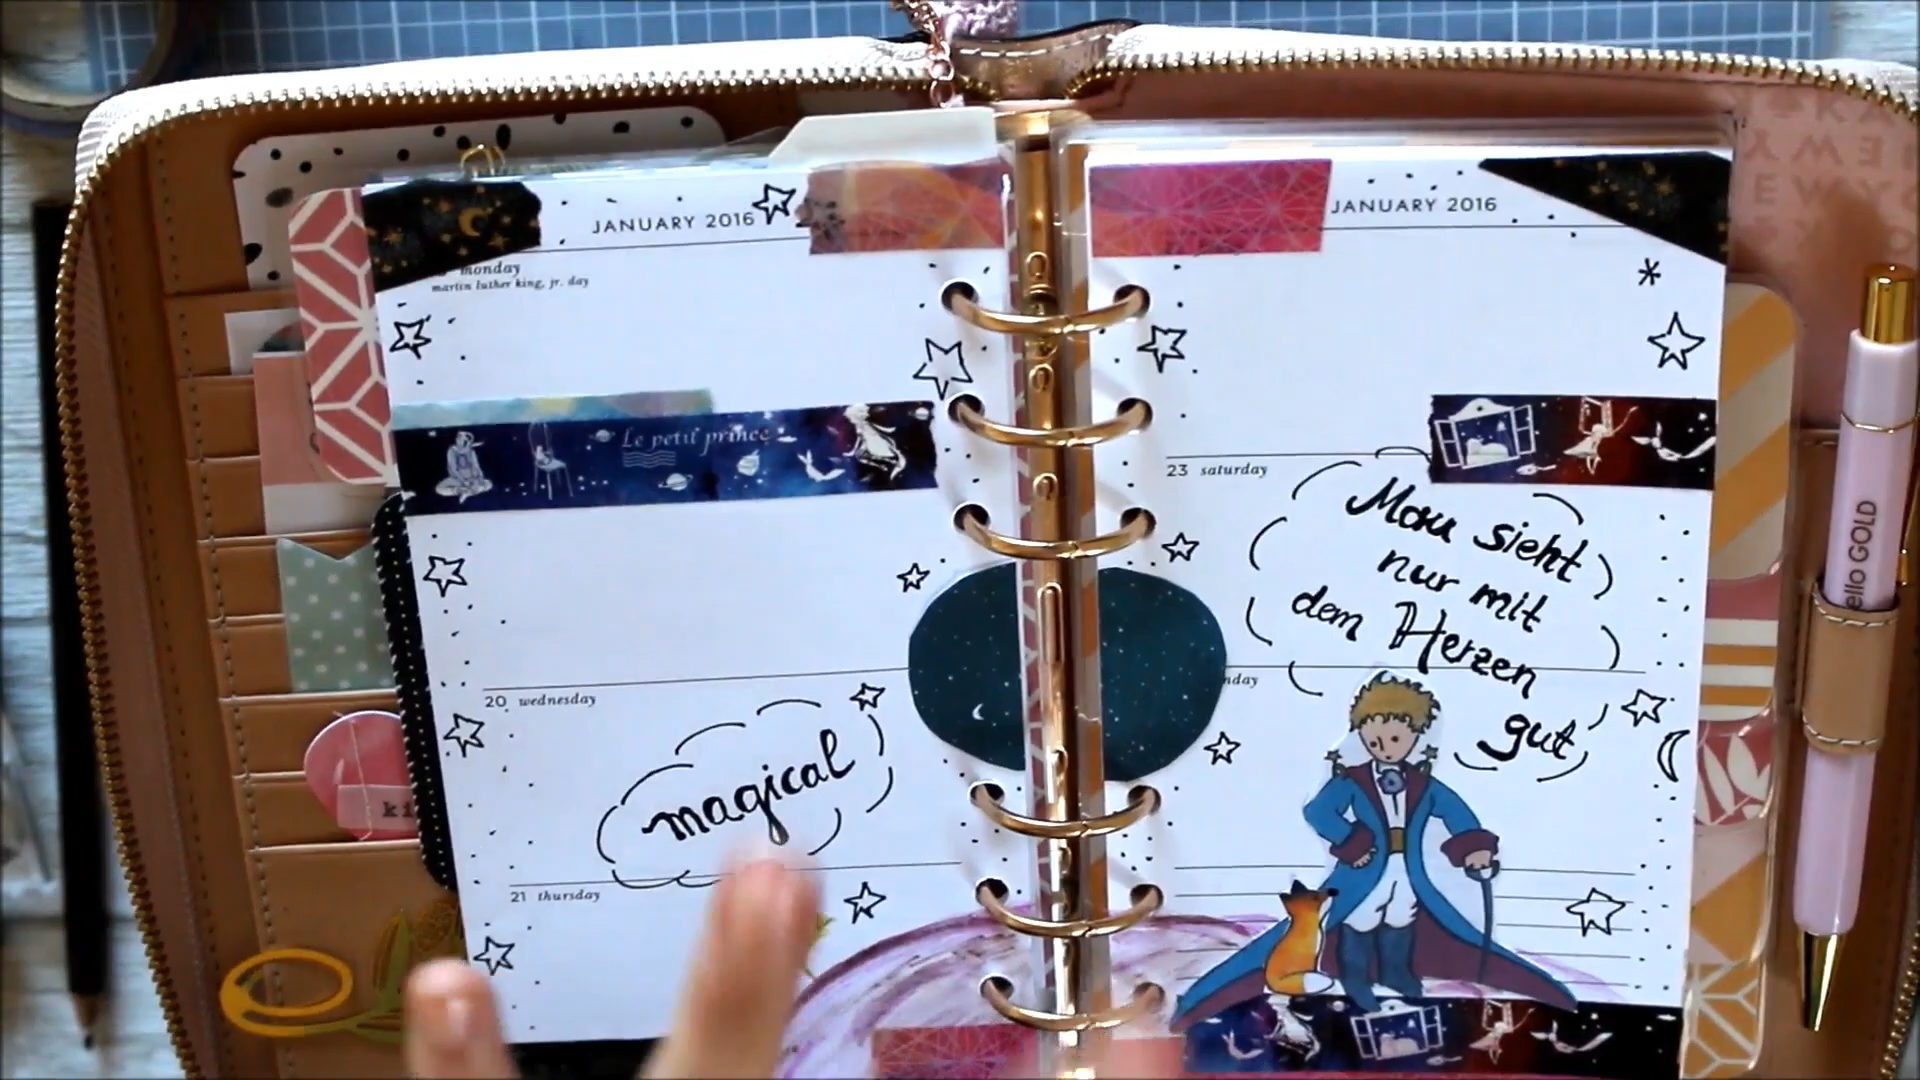 JANUARY 2016
monday
martin luther king, jr. day
Le petit prince
20 wednesday
magical
21 thursday
JANUARY 2016
23 saturday
Man sieht
nur mit
dem Herzen
gut
GOLD